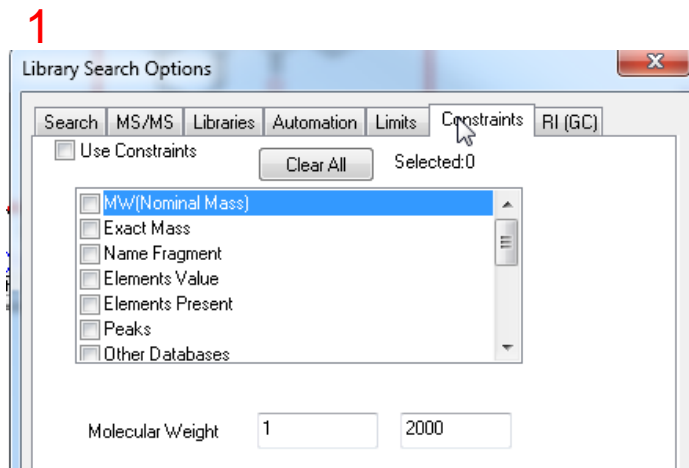 1
Library Search Options
Search MS/MS Libraries Automation Limits Constraints RI (GC)
Use Constraints Clear All Selected:0
MW(Nominal Mass)
Exact Mass
Name Fragment
Elements Value
Elements Present
Peaks
Other Databases
Molecular Weight 1 2000